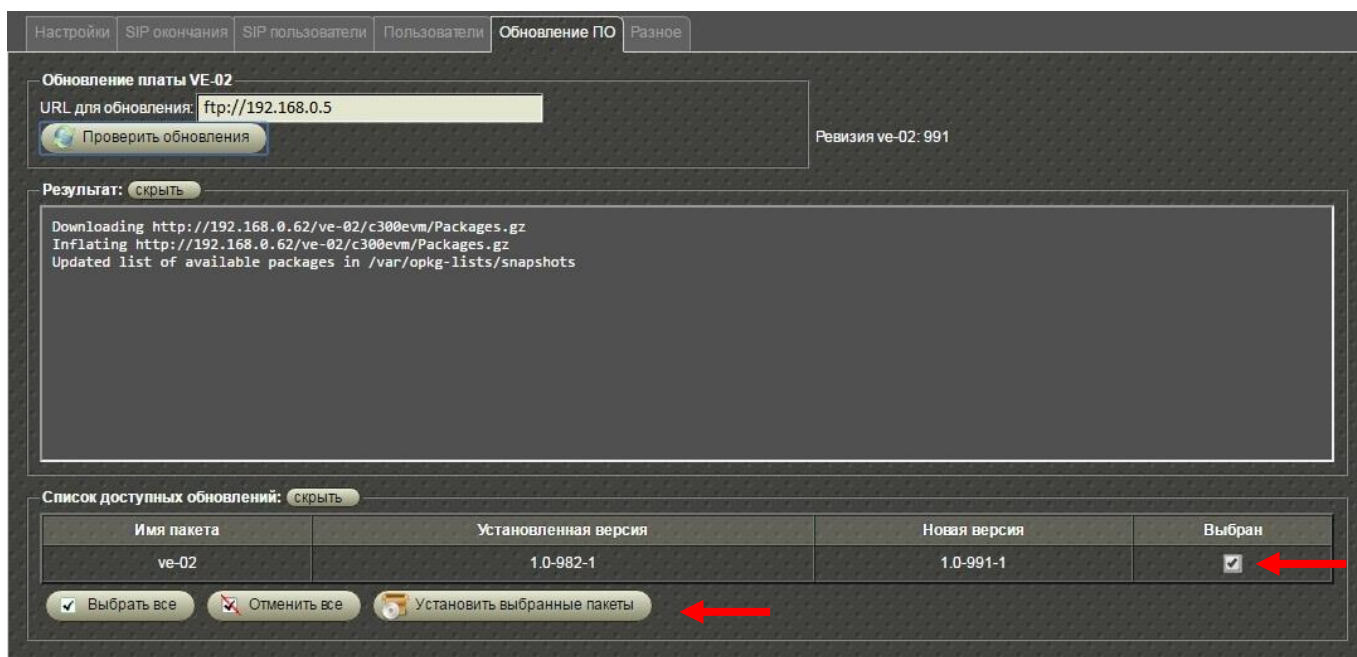 Настройки SIP окончания SIP пользователи Пользователи Обновление ПО Разное
Обновление платы VE-02
URL для обновления: ftp://192.168.0.5
Проверить обновления
Ревизия ve-02: 991
Результат: скрыть
Downloading http://192.168.0.62/ve-02/c300evm/Packages.gz
Inflating http://192.168.0.62/ve-02/c300evm/Packages.gz
Updated list of available packages in /var/opkg-lists/snapshots
Список доступных обновлений: скрыть
Имя пакета Установленная версия Новая версия Выбран
ve-02 1.0-982-1 1.0-991-1
Выбрать все Отменить все Установить выбранные пакеты